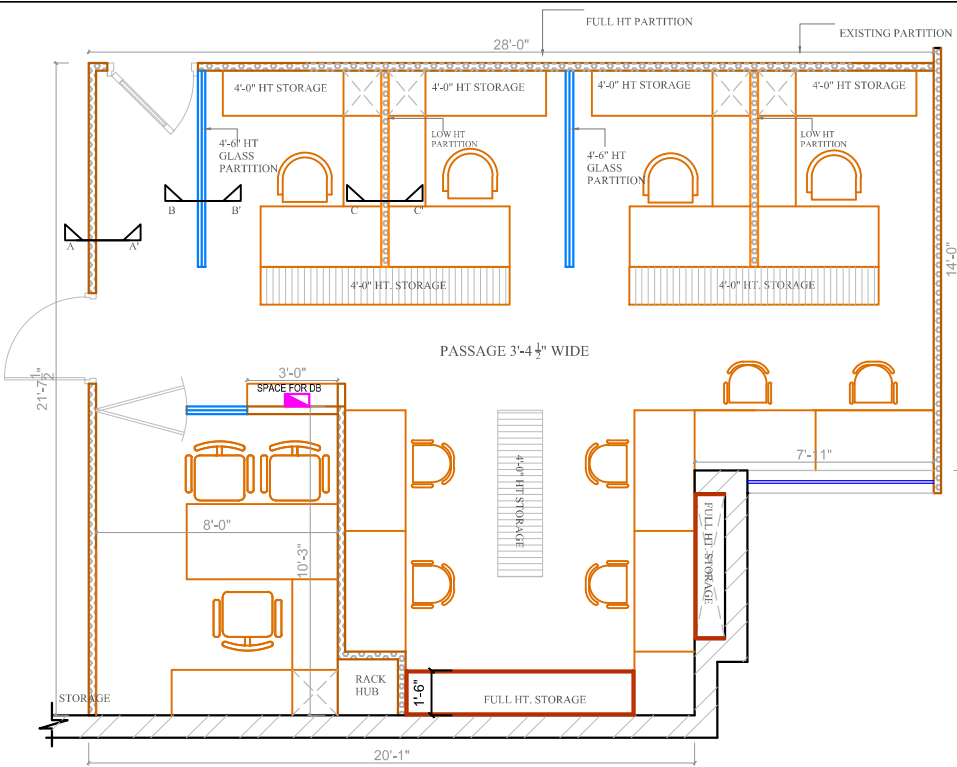 FULL HT PARTITION
EXISTING PARTITION
28'-0"
4'-0" HT STORAGE
4'-0" HT STORAGE
4'-0" HT STORAGE
4'-0" HT STORAGE
4'-6" HT
GLASS
PARTITION
LOW HT
PARTITION
4'-6" HT
GLASS
PARTITION
LOW HT
PARTITION
B
B'
C
C'
A
A'
14'-0"
4'-0" HT. STORAGE
4'-0" HT. STORAGE
PASSAGE 3'-4 1/2" WIDE
21'-7 1/2"
3'-0"
SPACE FOR DB
7'-11"
4'-0" HT STORAGE
8'-0"
10'-3"
FULL HT. STORAGE
RACK
HUB
1'-6"
STORAGE
FULL HT. STORAGE
20'-1"